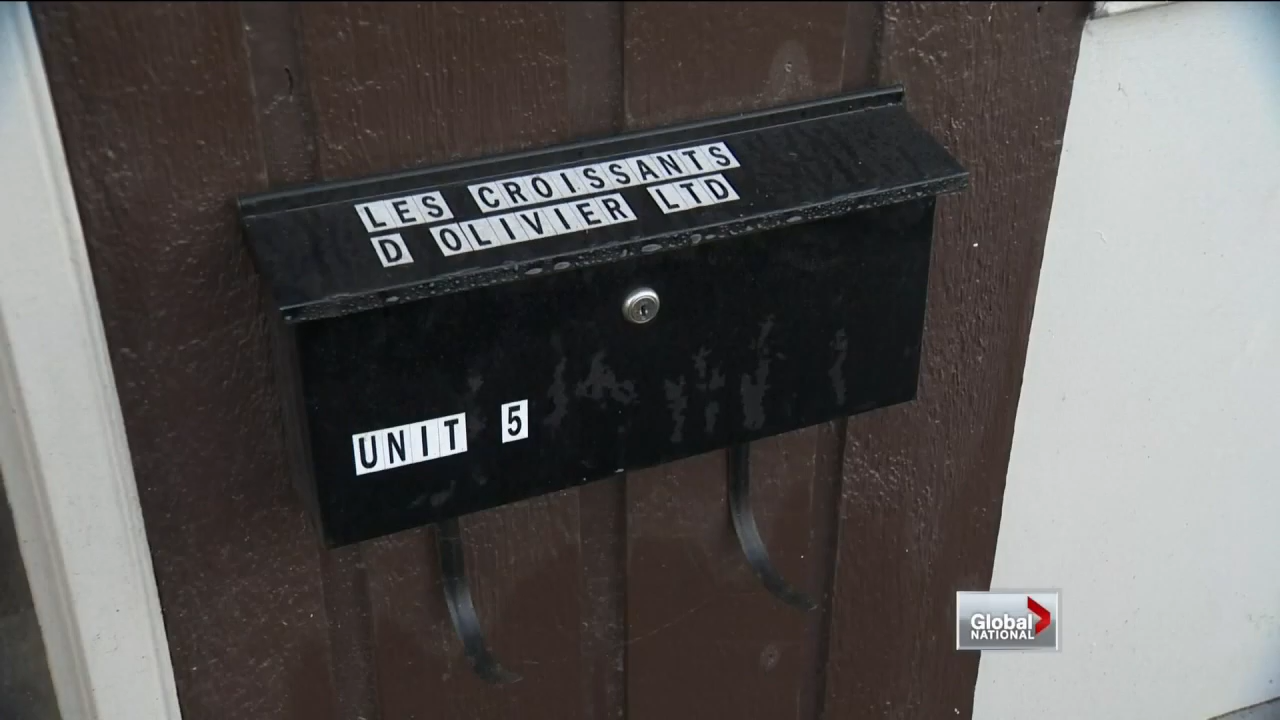 LES CROISSANTS
D OLIVIER LTD
UNIT 5
Global
NATIONAL